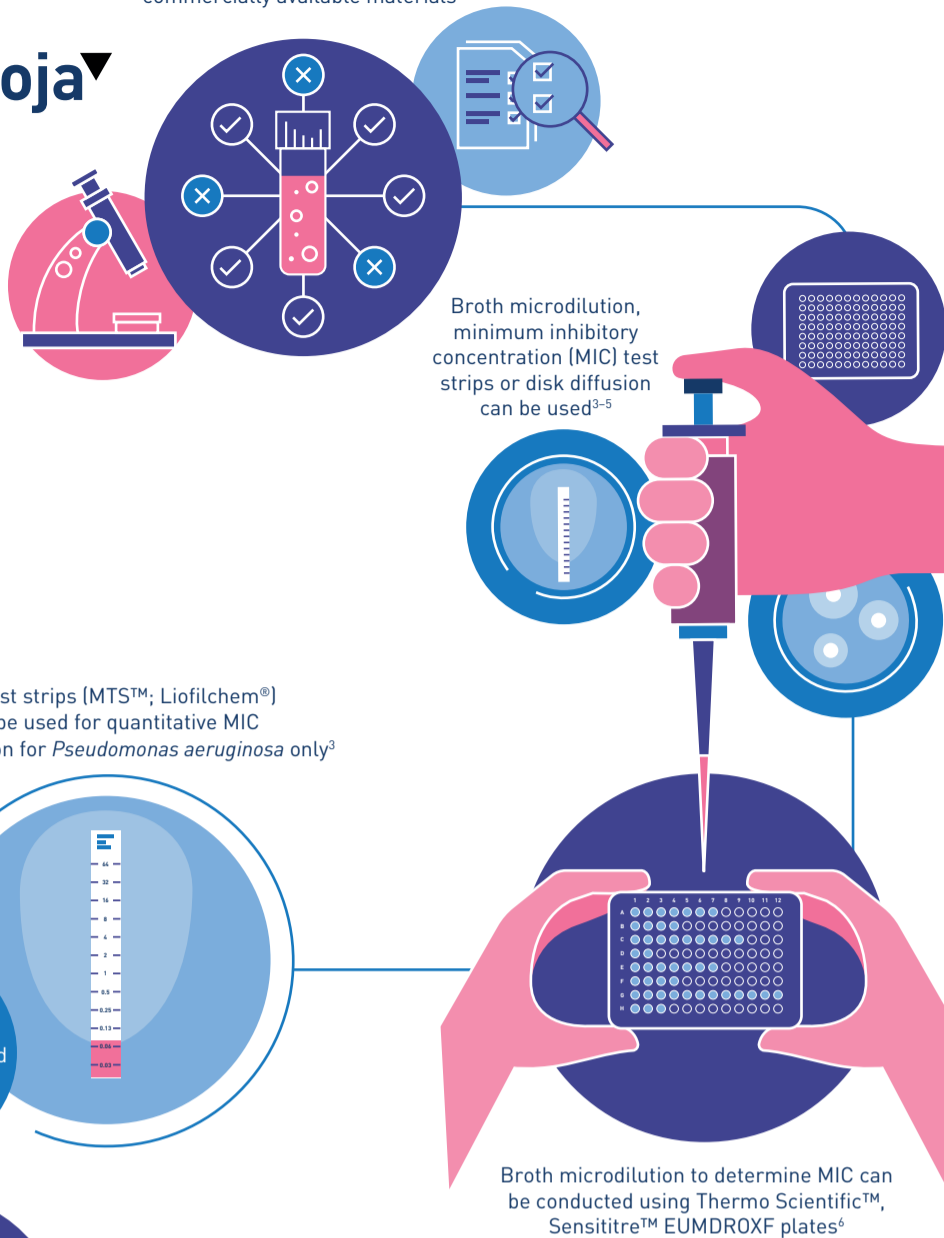 commercially available materials
oja▼
Broth microdilution,
minimum inhibitory
concentration (MIC) test
strips or disk diffusion
can be used3–5
st strips (MTS™; Liofilchem®)
be used for quantitative MIC
on for Pseudomonas aeruginosa only3
64
32
16
8
4
2
1
0.5
0.25
0.13
0.06
0.03
d
1 2 3 4 5 6 7 8 9 10 11 12
A
B
C
D
E
F
G
H
Broth microdilution to determine MIC can
be conducted using Thermo Scientific™,
Sensititre™ EUMDROXF plates6